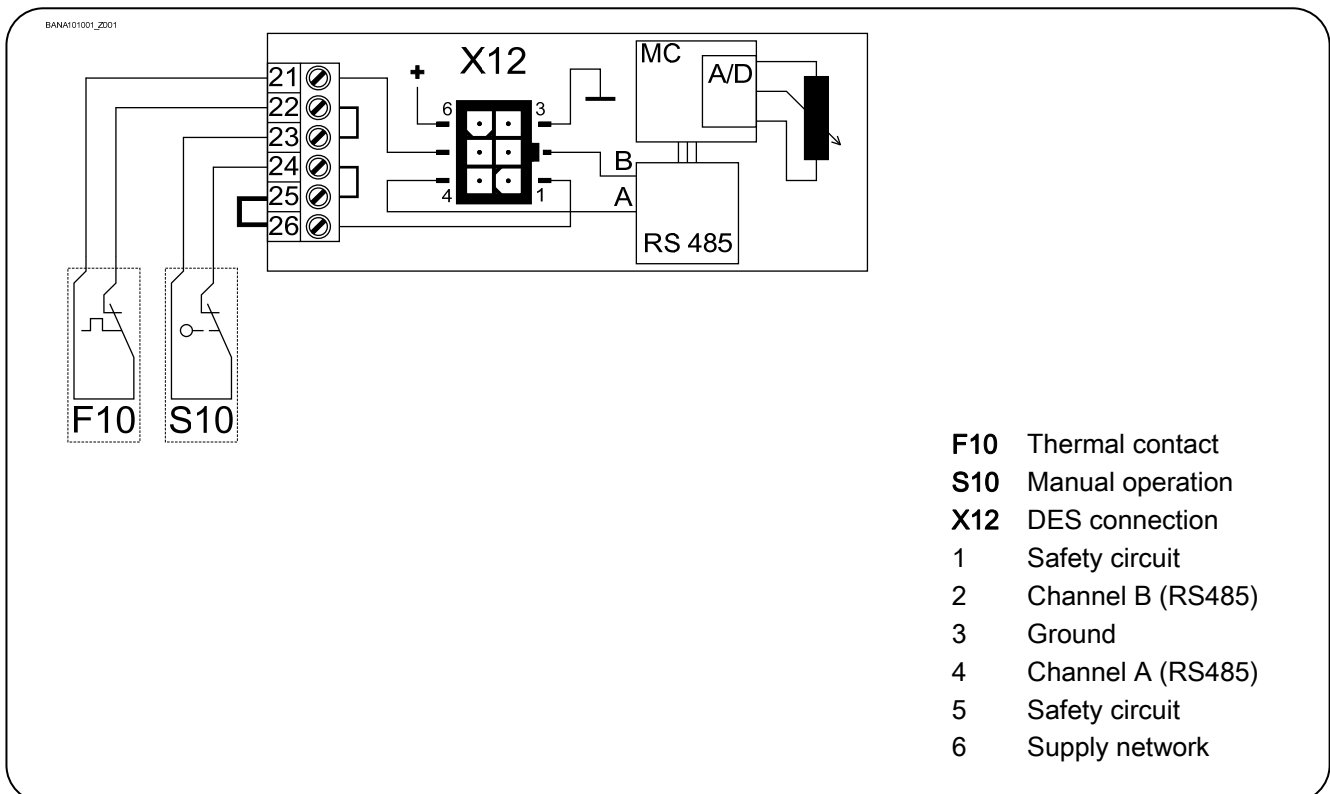 BANA101001_Z001
X12
MC
A/D
+
21
22
23
24
25
26
6
3
4
1
B
A
RS 485
F10
S10
F10 Thermal contact
S10 Manual operation
X12 DES connection
1 Safety circuit
2 Channel B (RS485)
3 Ground
4 Channel A (RS485)
5 Safety circuit
6 Supply network